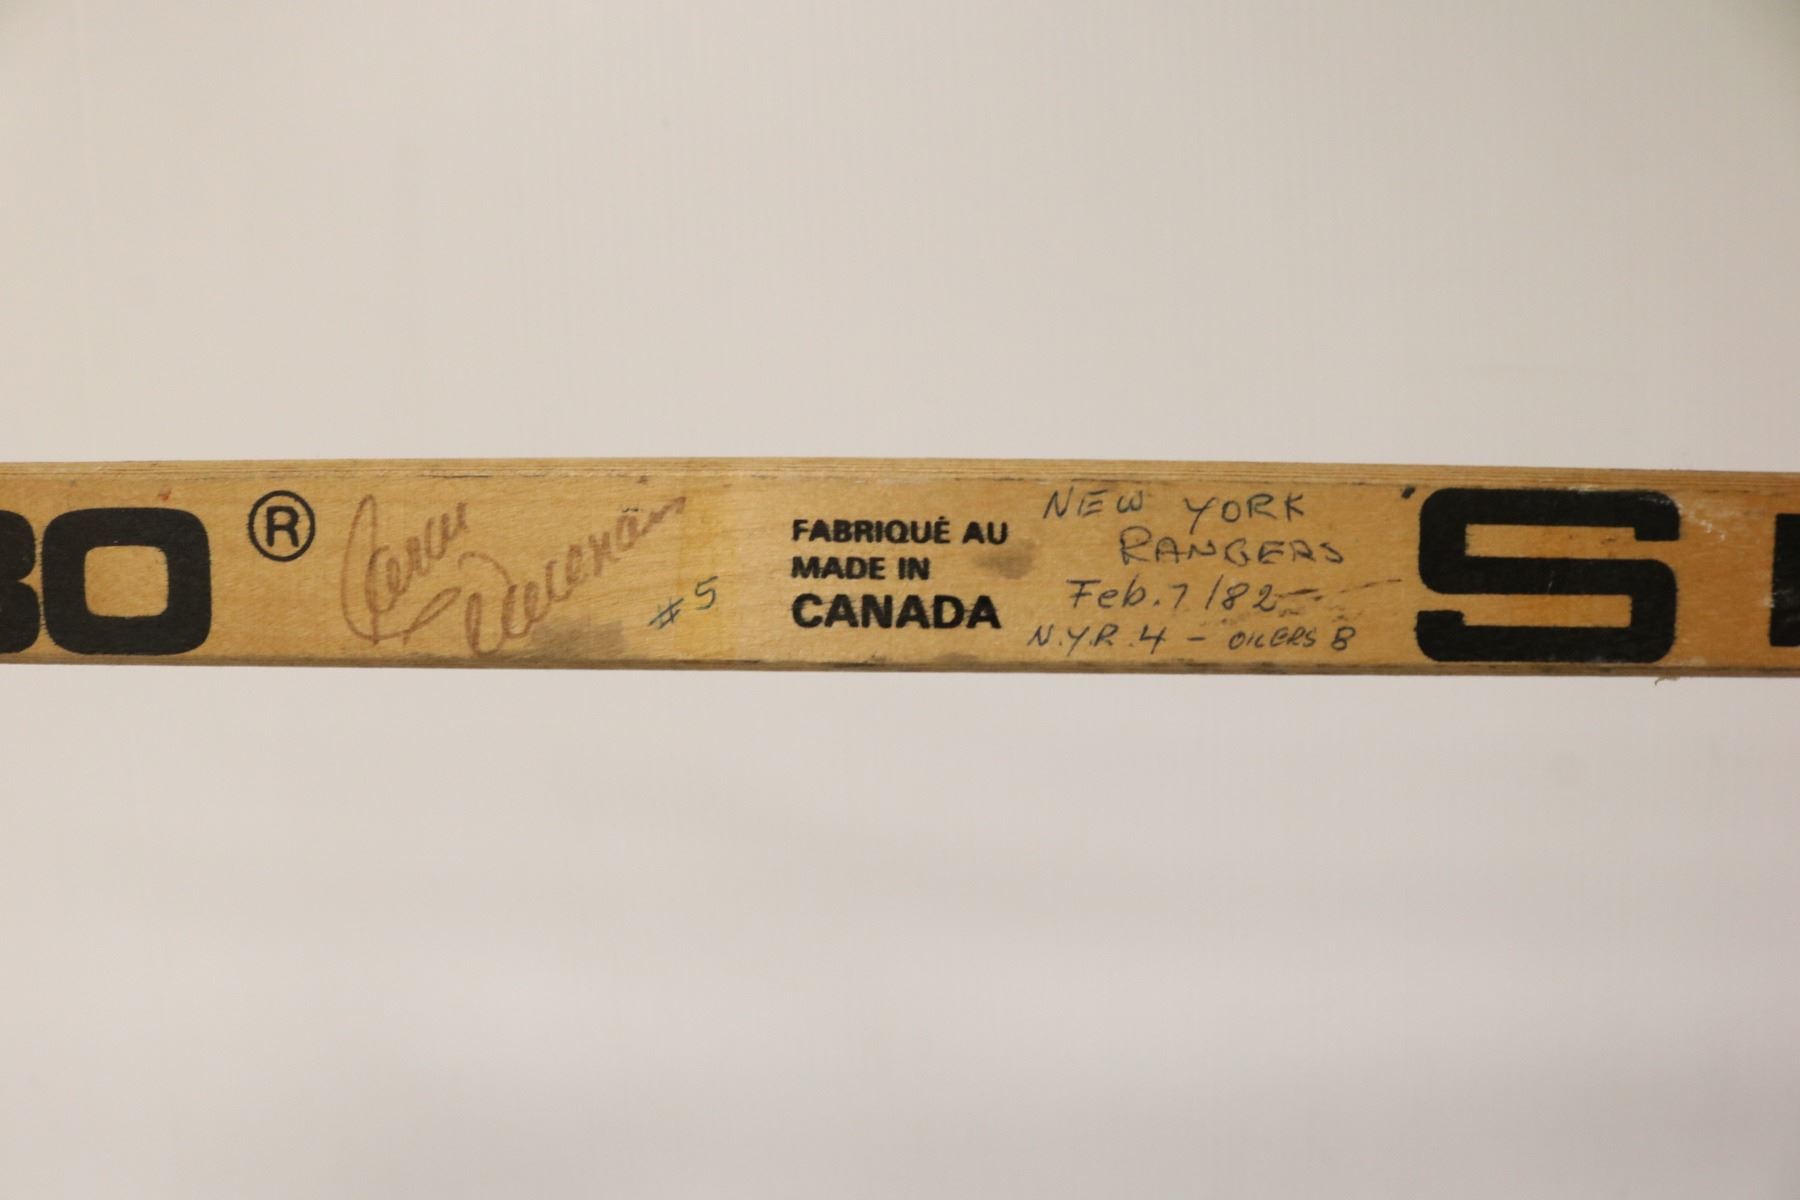 BO ®
#5
FABRIQUÉ AU
MADE IN
CANADA
NEW YORK
RANGERS
Feb. 7/82
N.Y.R. 4 - OILERS 8
S